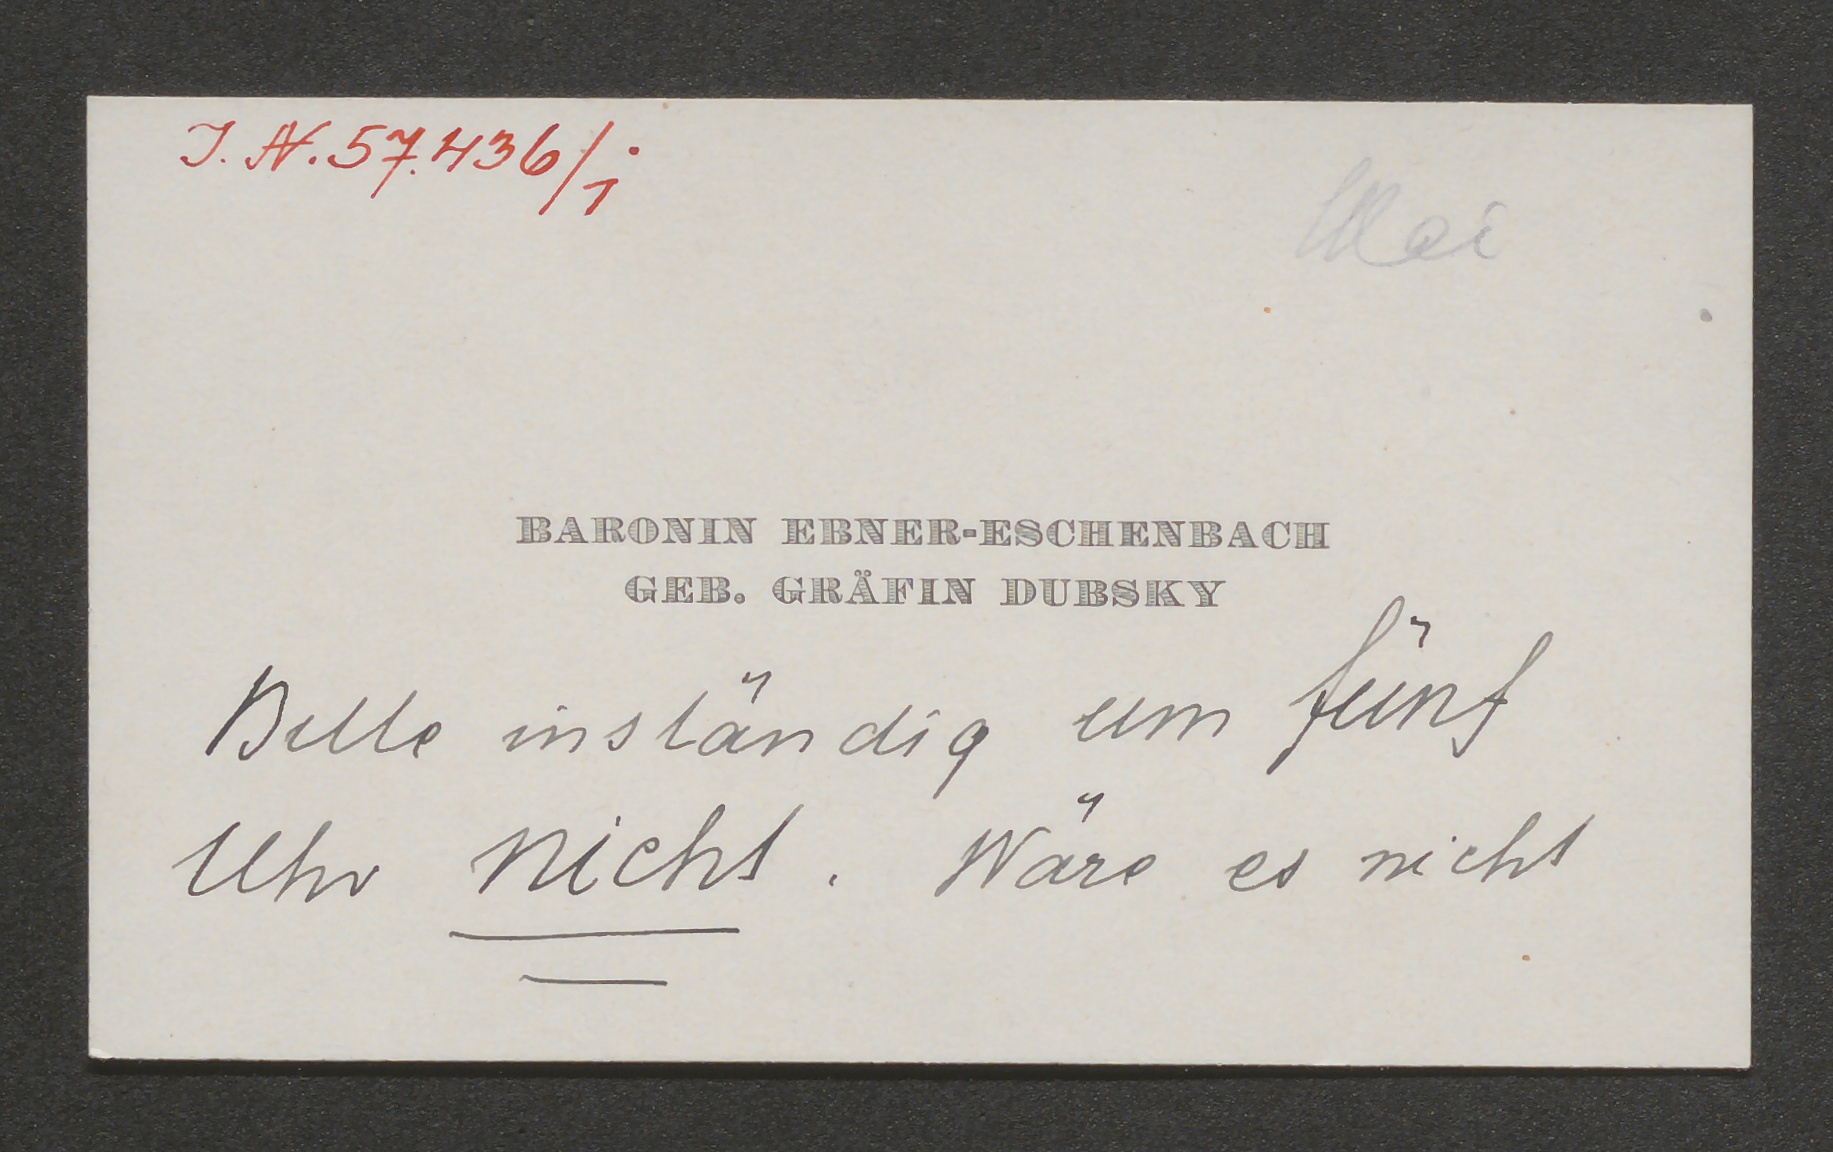 J. N. 57.436/1
Mai
BARONIN EBNER-ESCHENBACH
GEB. GRÄFIN DUBSKY
Bitte inständig um fünf
Uhr nicht. Wäre es nicht